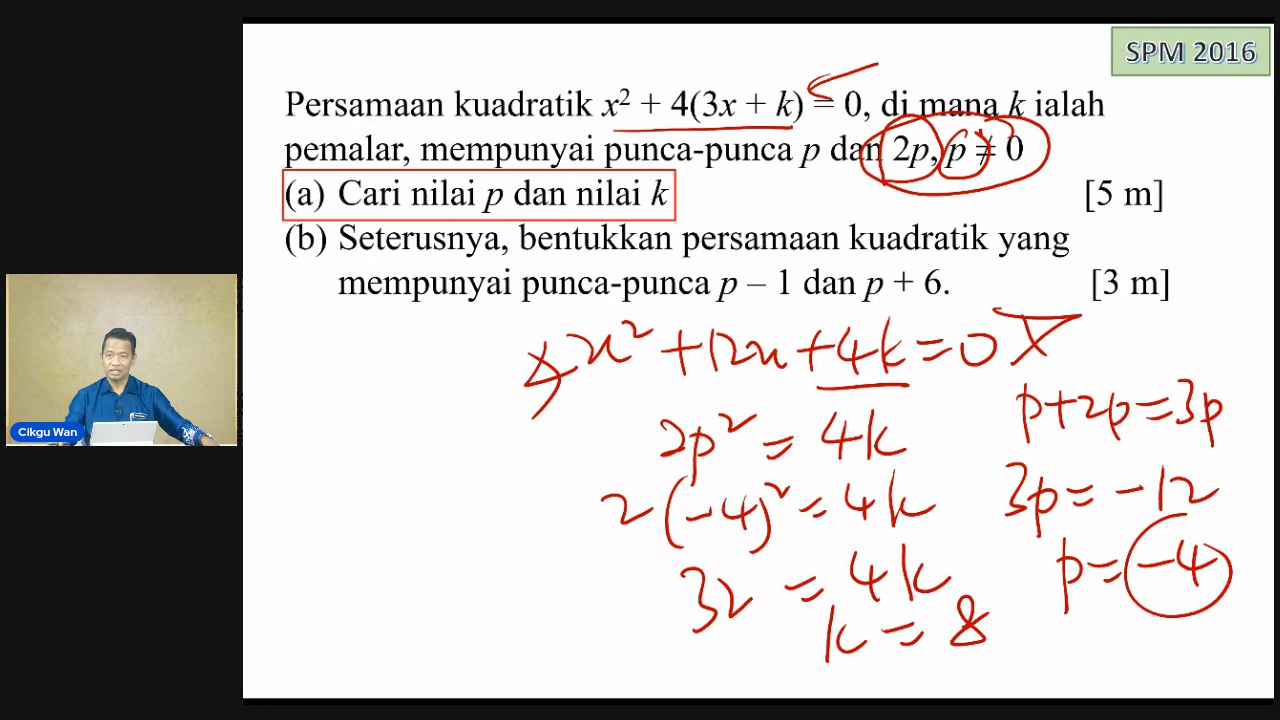 SPM 2016
Persamaan kuadratik x² + 4(3x + k) = 0, di mana k ialah
pemalar, mempunyai punca-punca p dan 2p, p ≠ 0
(a) Cari nilai p dan nilai k [5 m]
(b) Seterusnya, bentukkan persamaan kuadratik yang
mempunyai punca-punca p – 1 dan p + 6. [3 m]
x² + 12x + 4k = 0
2p² = 4k
2(-4)² = 4k
32 = 4k
k = 8
p + 2p = 3p
3p = -12
p = -4
Cikgu Wan